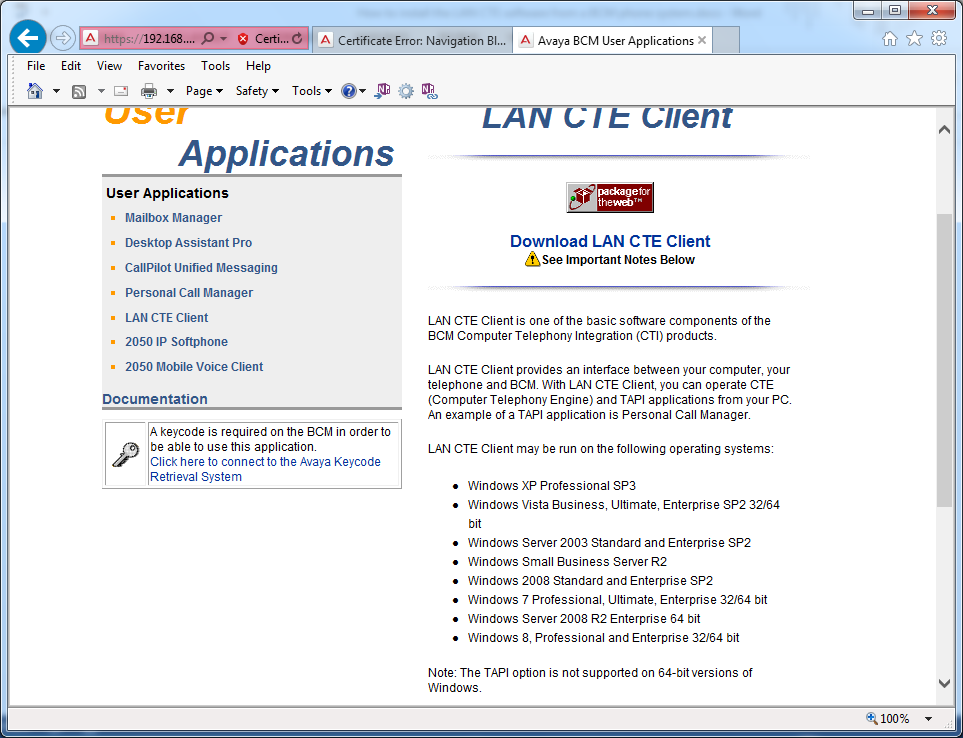 https://192.168....
Certi...
Certificate Error: Navigation Bl...
Avaya BCM User Applications
File Edit View Favorites Tools Help
Page Safety Tools
User
Applications
User Applications
Mailbox Manager
Desktop Assistant Pro
CallPilot Unified Messaging
Personal Call Manager
LAN CTE Client
2050 IP Softphone
2050 Mobile Voice Client
Documentation
A keycode is required on the BCM in order to
be able to use this application.
Click here to connect to the Avaya Keycode
Retrieval System
LAN CTE Client
package for
the web™
Download LAN CTE Client
See Important Notes Below
LAN CTE Client is one of the basic software components of the
BCM Computer Telephony Integration (CTI) products.
LAN CTE Client provides an interface between your computer, your
telephone and BCM. With LAN CTE Client, you can operate CTE
(Computer Telephony Engine) and TAPI applications from your PC.
An example of a TAPI application is Personal Call Manager.
LAN CTE Client may be run on the following operating systems:
Windows XP Professional SP3
Windows Vista Business, Ultimate, Enterprise SP2 32/64
bit
Windows Server 2003 Standard and Enterprise SP2
Windows Small Business Server R2
Windows 2008 Standard and Enterprise SP2
Windows 7 Professional, Ultimate, Enterprise 32/64 bit
Windows Server 2008 R2 Enterprise 64 bit
Windows 8, Professional and Enterprise 32/64 bit
Note: The TAPI option is not supported on 64-bit versions of
Windows.
100%